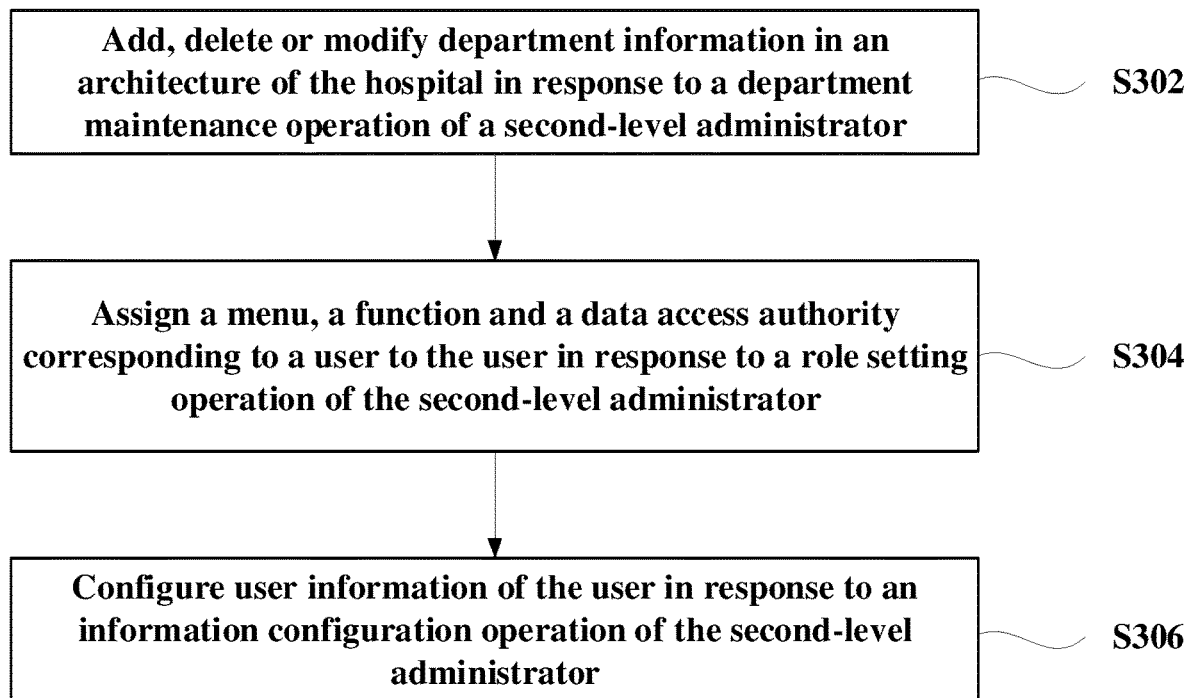 Add, delete or modify department information in an
architecture of the hospital in response to a department
maintenance operation of a second-level administrator
S302
Assign a menu, a function and a data access authority
corresponding to a user to the user in response to a role setting
operation of the second-level administrator
S304
Configure user information of the user in response to an
information configuration operation of the second-level
administrator
S306